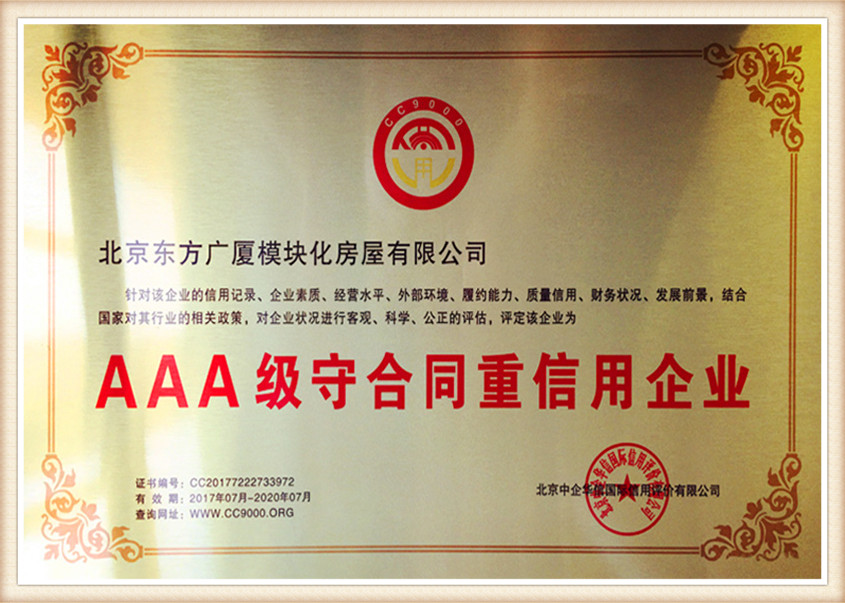 CC9000
用
北京东方广厦模块化房屋有限公司
针对该企业的信用记录、企业素质、经营水平、外部环境、履约能力、质量信用、财务状况、发展前景，结合
国家对其行业的相关政策，对企业状况进行客观、科学、公正的评估，评定该企业为
AAA级守合同重信用企业
证书编号：CC20177222733972
有 效 期：2017年07月-2020年07月
查询网址：WWW.CC9000.ORG
北京中企华信国际信用评价有限公司